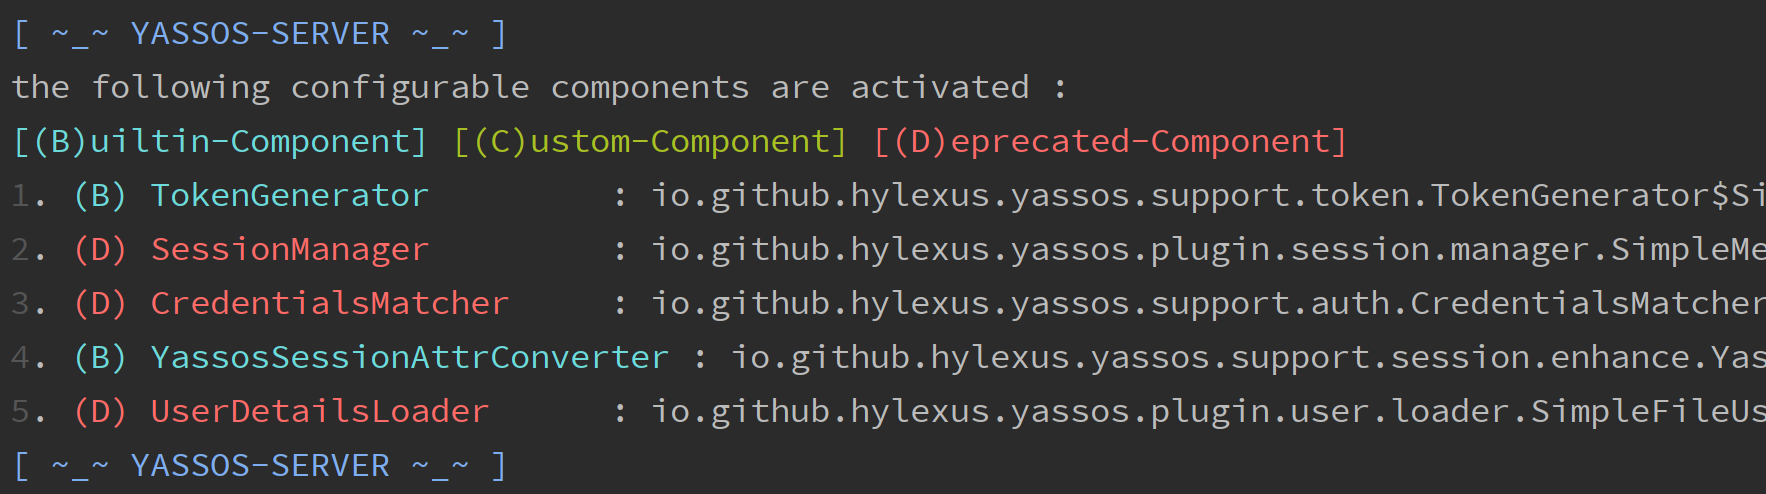 [ ~_~ YASSOS-SERVER ~_~ ]
the following configurable components are activated :
[(B)uiltin-Component] [(C)ustom-Component] [(D)eprecated-Component]
1. (B) TokenGenerator : io.github.hylexus.yassos.support.token.TokenGenerator$Si
2. (D) SessionManager : io.github.hylexus.yassos.plugin.session.manager.SimpleMe
3. (D) CredentialsMatcher : io.github.hylexus.yassos.support.auth.CredentialsMatcher
4. (B) YassosSessionAttrConverter : io.github.hylexus.yassos.support.session.enhance.Yas
5. (D) UserDetailsLoader : io.github.hylexus.yassos.plugin.user.loader.SimpleFileUs
[ ~_~ YASSOS-SERVER ~_~ ]